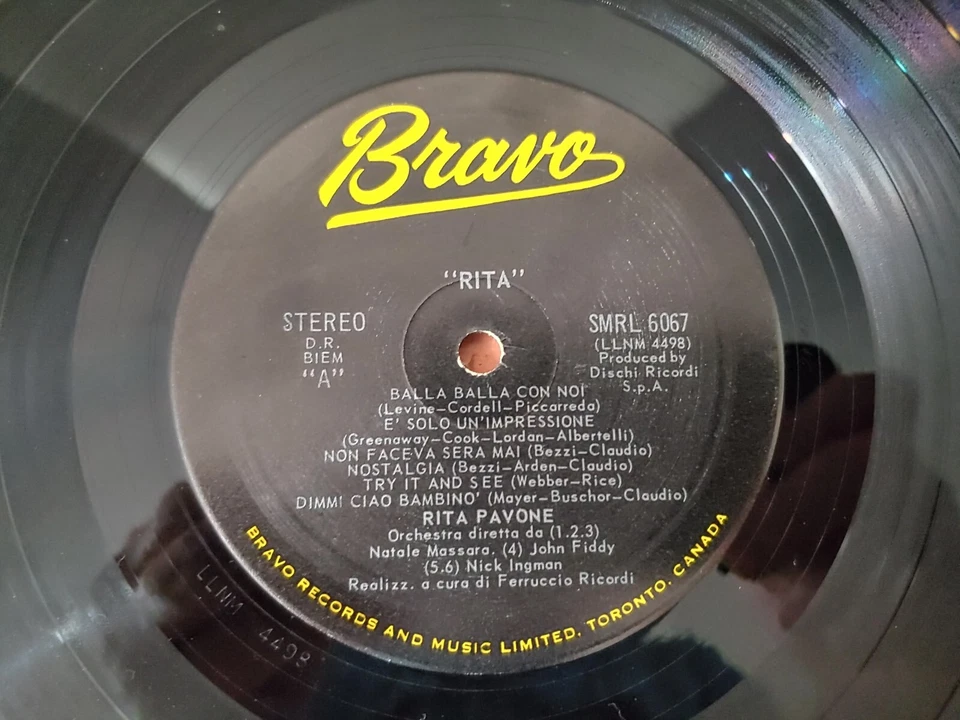 Bravo
"RITA"
STEREO
D.R.
BIEM
"A"
SMRL 6067
(LLNM 4498)
Produced by
Dischi Ricordi
S.p.A.
BALLA BALLA CON NOI
(Levine-Cordell-Piccarreda)
E' SOLO UN'IMPRESSIONE
(Greenaway-Cook-Lordan-Albertelli)
NON FACEVA SERA MAI (Bezzi-Claudio)
NOSTALGIA (Bezzi-Arden-Claudio)
TRY IT AND SEE (Webber-Rice)
DIMMI CIAO BAMBINO' (Mayer-Buschor-Claudio)
RITA PAVONE
Orchestra diretta da (1.2.3)
Natale Massara. (4) John Fiddy
(5.6) Nick Ingman
Realizz. a cura di Ferruccio Ricordi
BRAVO RECORDS AND MUSIC LIMITED. TORONTO. CANADA
LLNM 4498